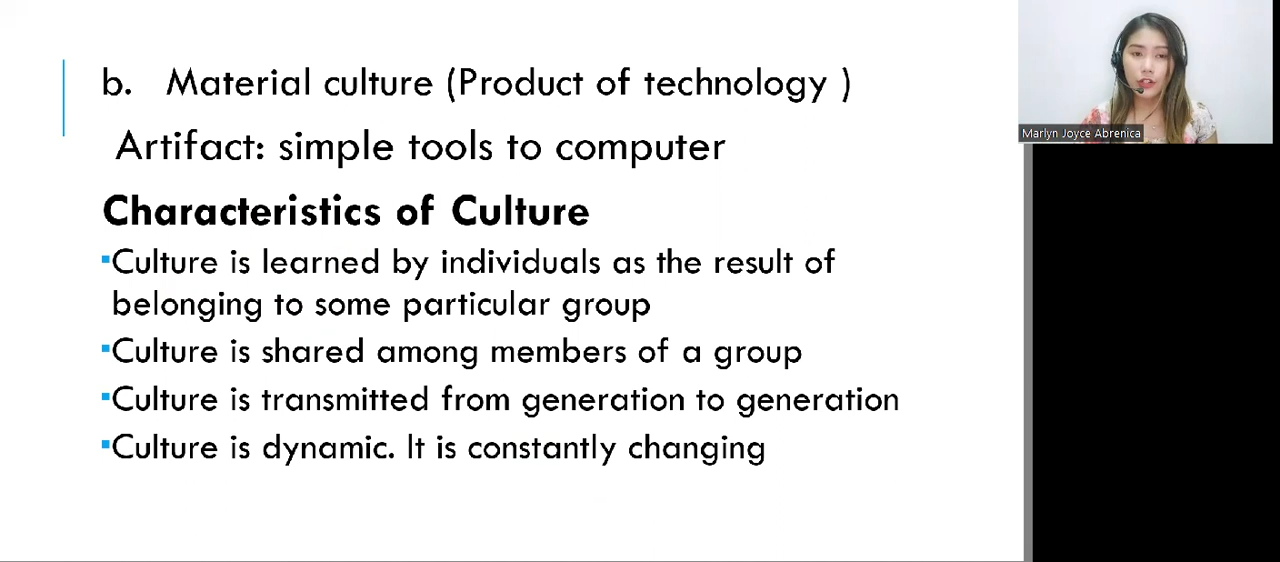 b. Material culture (Product of technology )
Artifact: simple tools to computer
Characteristics of Culture
▪Culture is learned by individuals as the result of
belonging to some particular group
▪Culture is shared among members of a group
▪Culture is transmitted from generation to generation
▪Culture is dynamic. It is constantly changing
Marlyn Joyce Abrenica